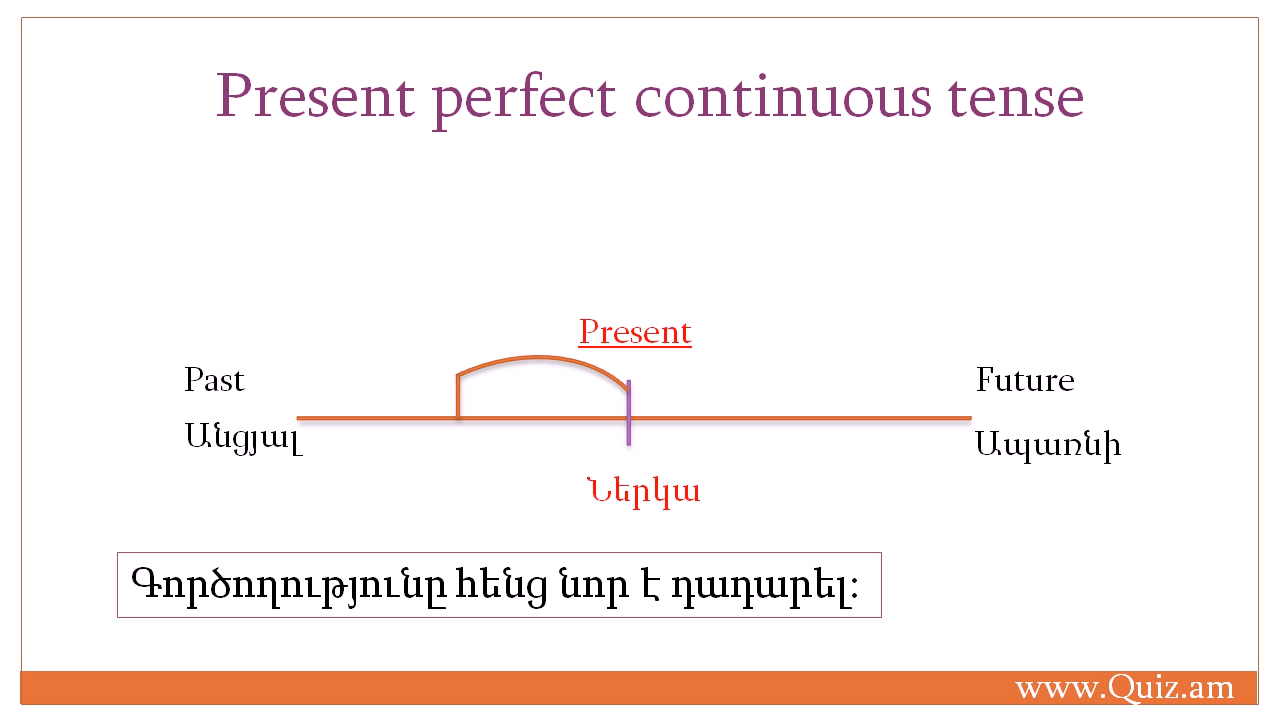 Present perfect continuous tense
Present
Past
Future
Անցյալ
Ապառնի
Ներկա
Գործողությունը հենց նոր է դադարել:
www.Quiz.am